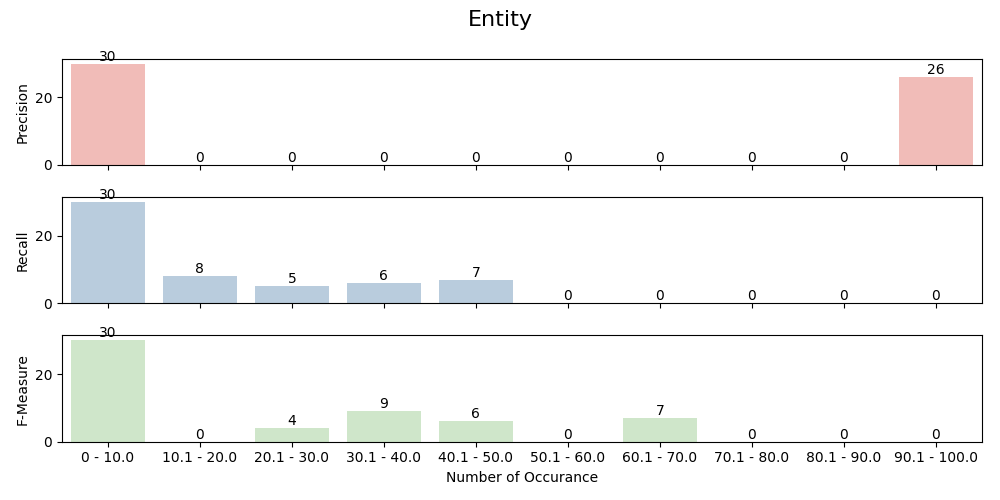 Entity
30 0 0 0 0 0 0 0 0 26
20
0
Precision
30 8 5 6 7 0 0 0 0 0
20
0
Recall
30 0 4 9 6 0 7 0 0 0
20
0
F-Measure
0 - 10.0 10.1 - 20.0 20.1 - 30.0 30.1 - 40.0 40.1 - 50.0 50.1 - 60.0 60.1 - 70.0 70.1 - 80.0 80.1 - 90.0 90.1 - 100.0
Number of Occurance